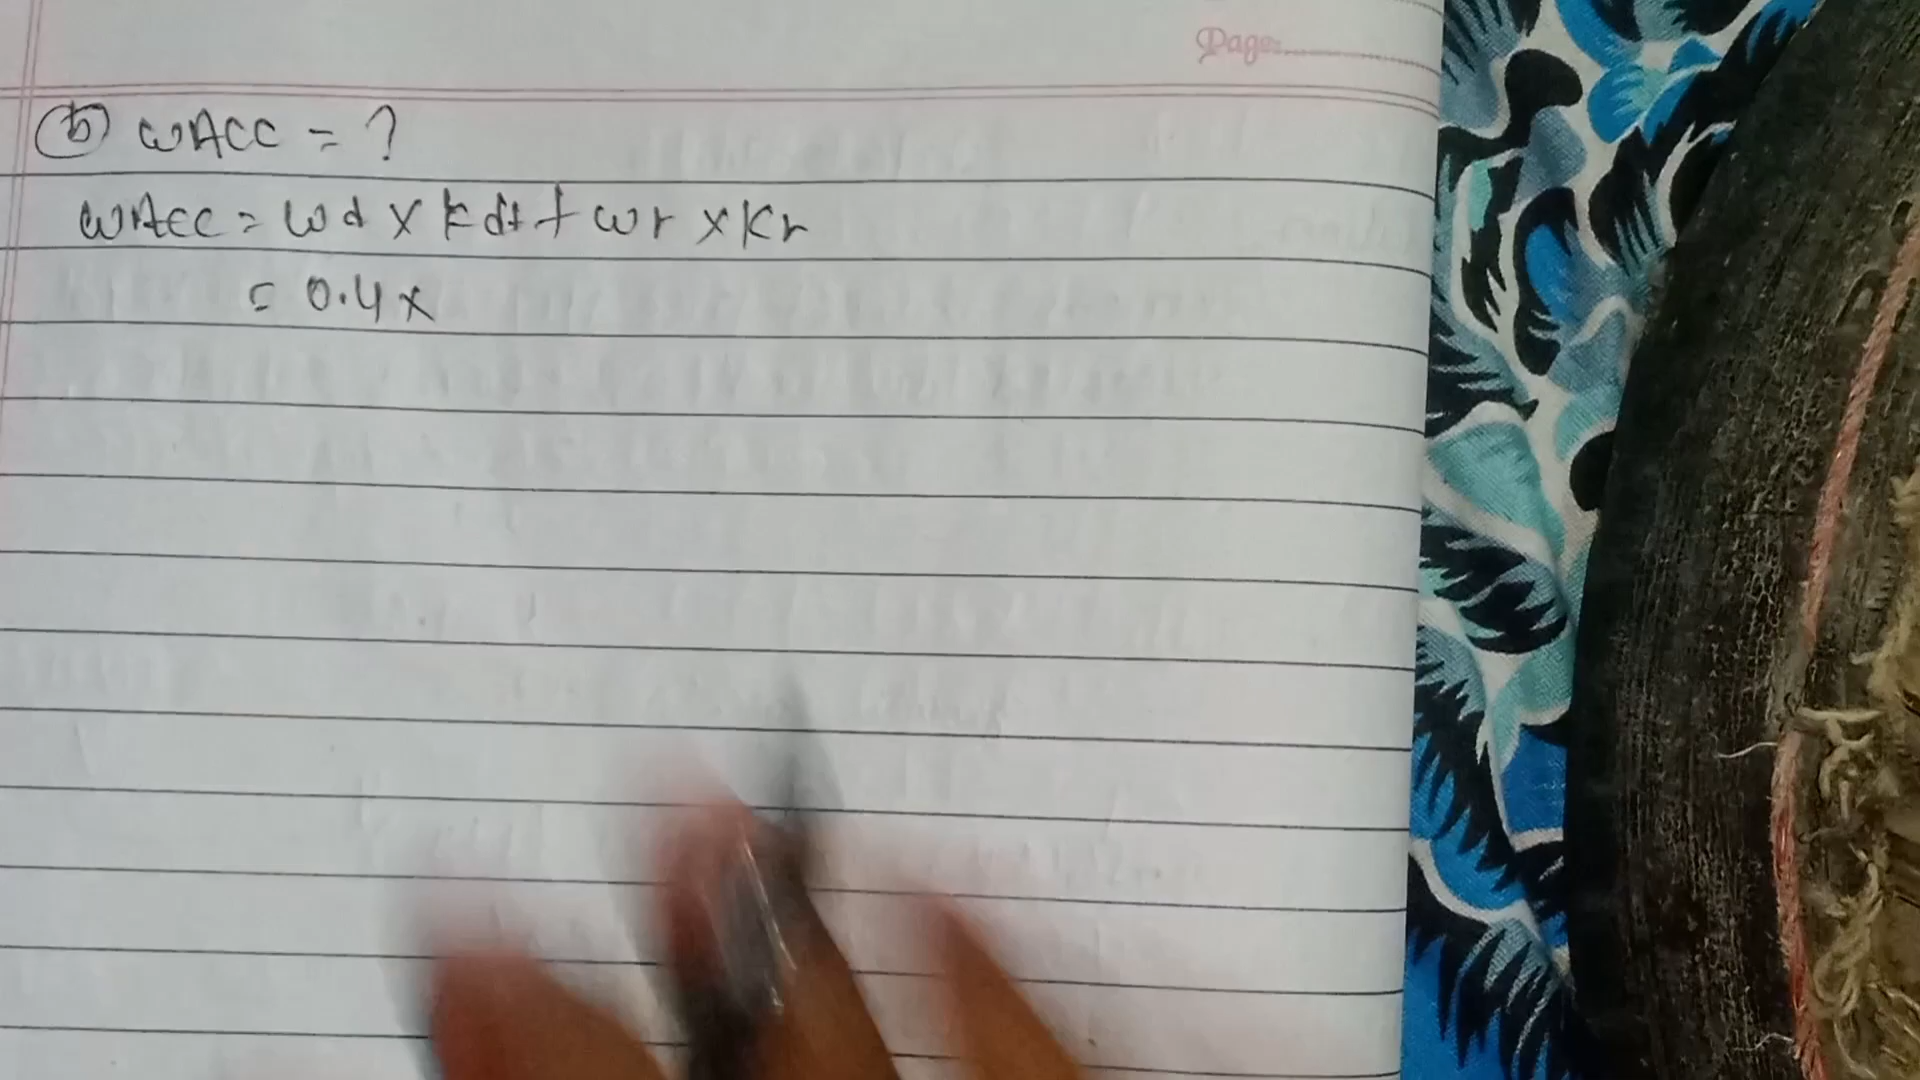 Page:
(b) WACC = ?
WACC = Wd x Kdt + Wr x Kr
= 0.4 x